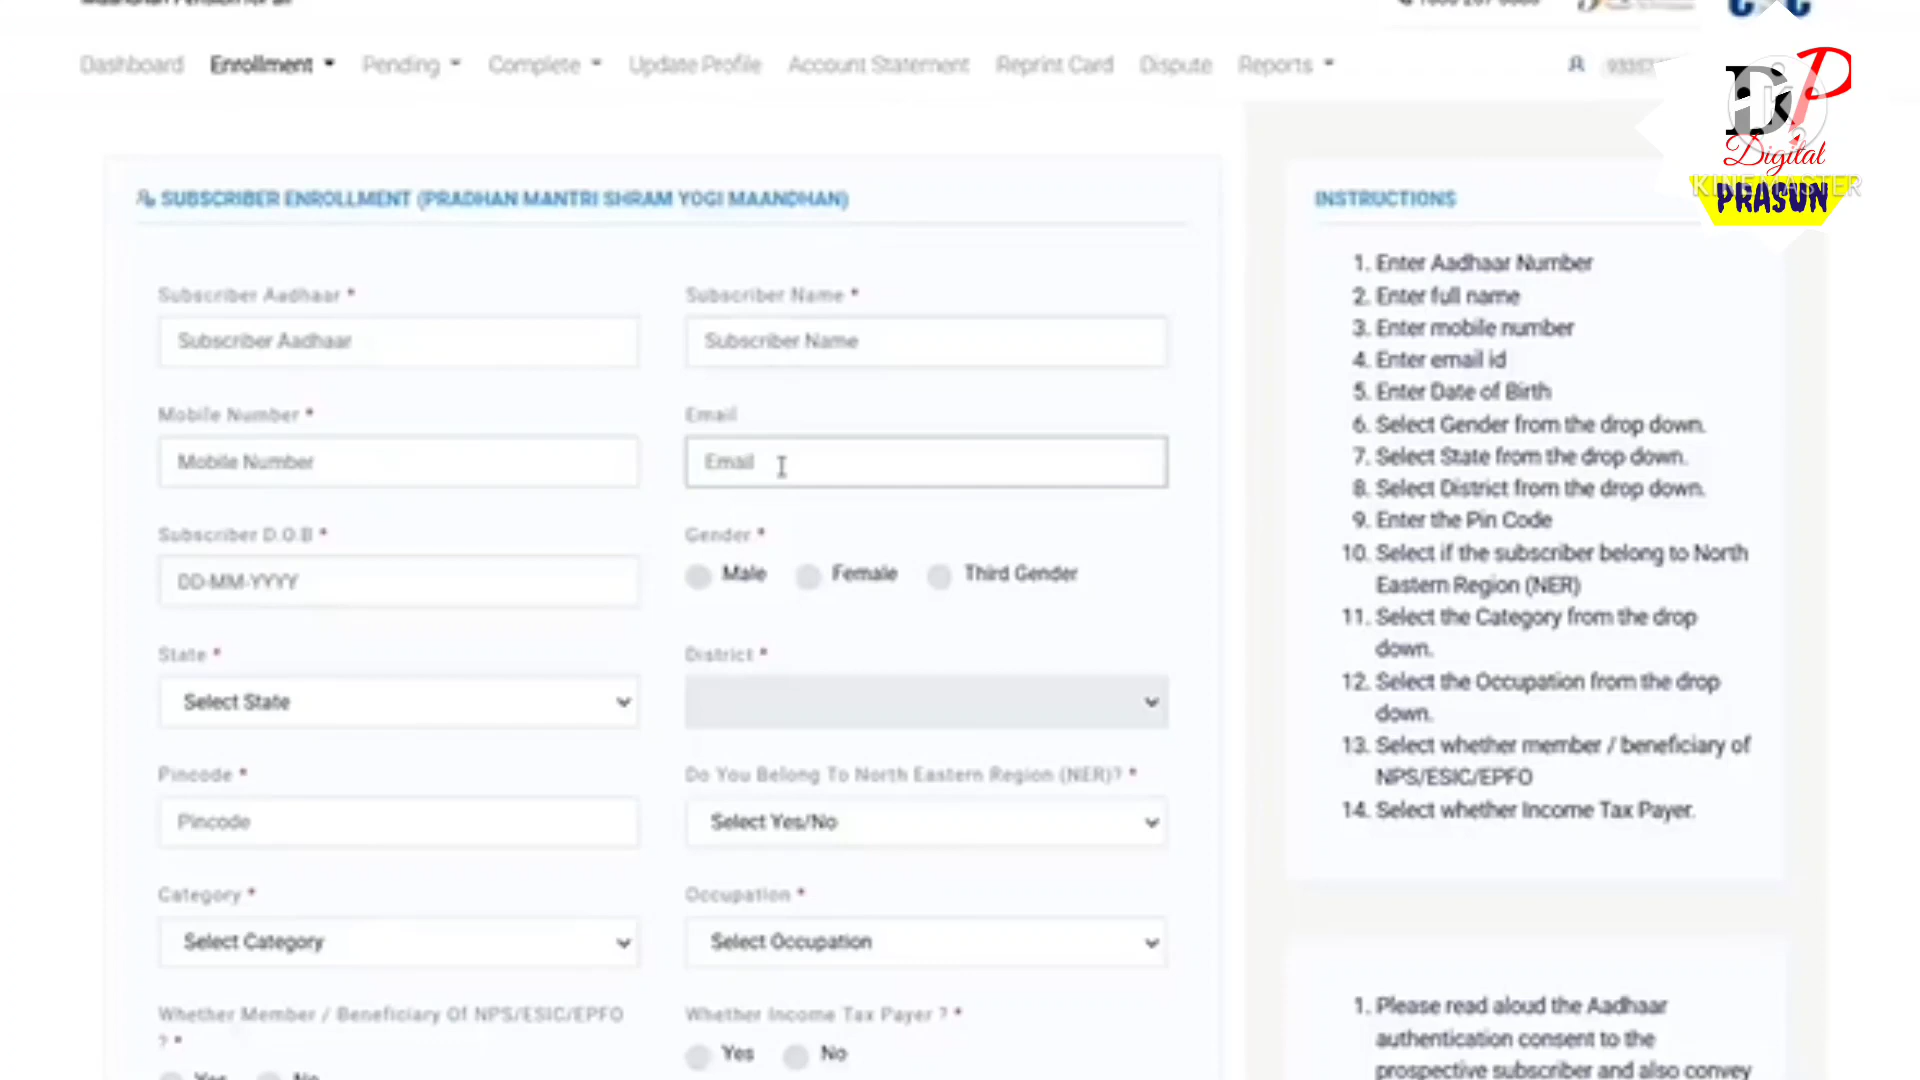 Maandhan Pension for all
Dashboard Enrollment Pending Complete Update Profile Account Statement Reprint Card Dispute Reports
DP
Digital
KINEMASTER
PRASUN
SUBSCRIBER ENROLLMENT (PRADHAN MANTRI SHRAM YOGI MAANDHAN)
Subscriber Aadhaar * Subscriber Name *
Subscriber Aadhaar Subscriber Name
Mobile Number * Email
Mobile Number Email
Subscriber D.O.B * Gender *
DD-MM-YYYY Male Female Third Gender
State * District *
Select State
Pincode * Do You Belong To North Eastern Region (NER)? *
Pincode Select Yes/No
Category * Occupation *
Select Category Select Occupation
Whether Member / Beneficiary Of NPS/ESIC/EPFO Whether Income Tax Payer ? *
? *
Yes No
Yes No
INSTRUCTIONS
1. Enter Aadhaar Number
2. Enter full name
3. Enter mobile number
4. Enter email id
5. Enter Date of Birth
6. Select Gender from the drop down.
7. Select State from the drop down.
8. Select District from the drop down.
9. Enter the Pin Code
10. Select if the subscriber belong to North
Eastern Region (NER)
11. Select the Category from the drop
down.
12. Select the Occupation from the drop
down.
13. Select whether member / beneficiary of
NPS/ESIC/EPFO
14. Select whether Income Tax Payer.
1. Please read aloud the Aadhaar
authentication consent to the
prospective subscriber and also convey